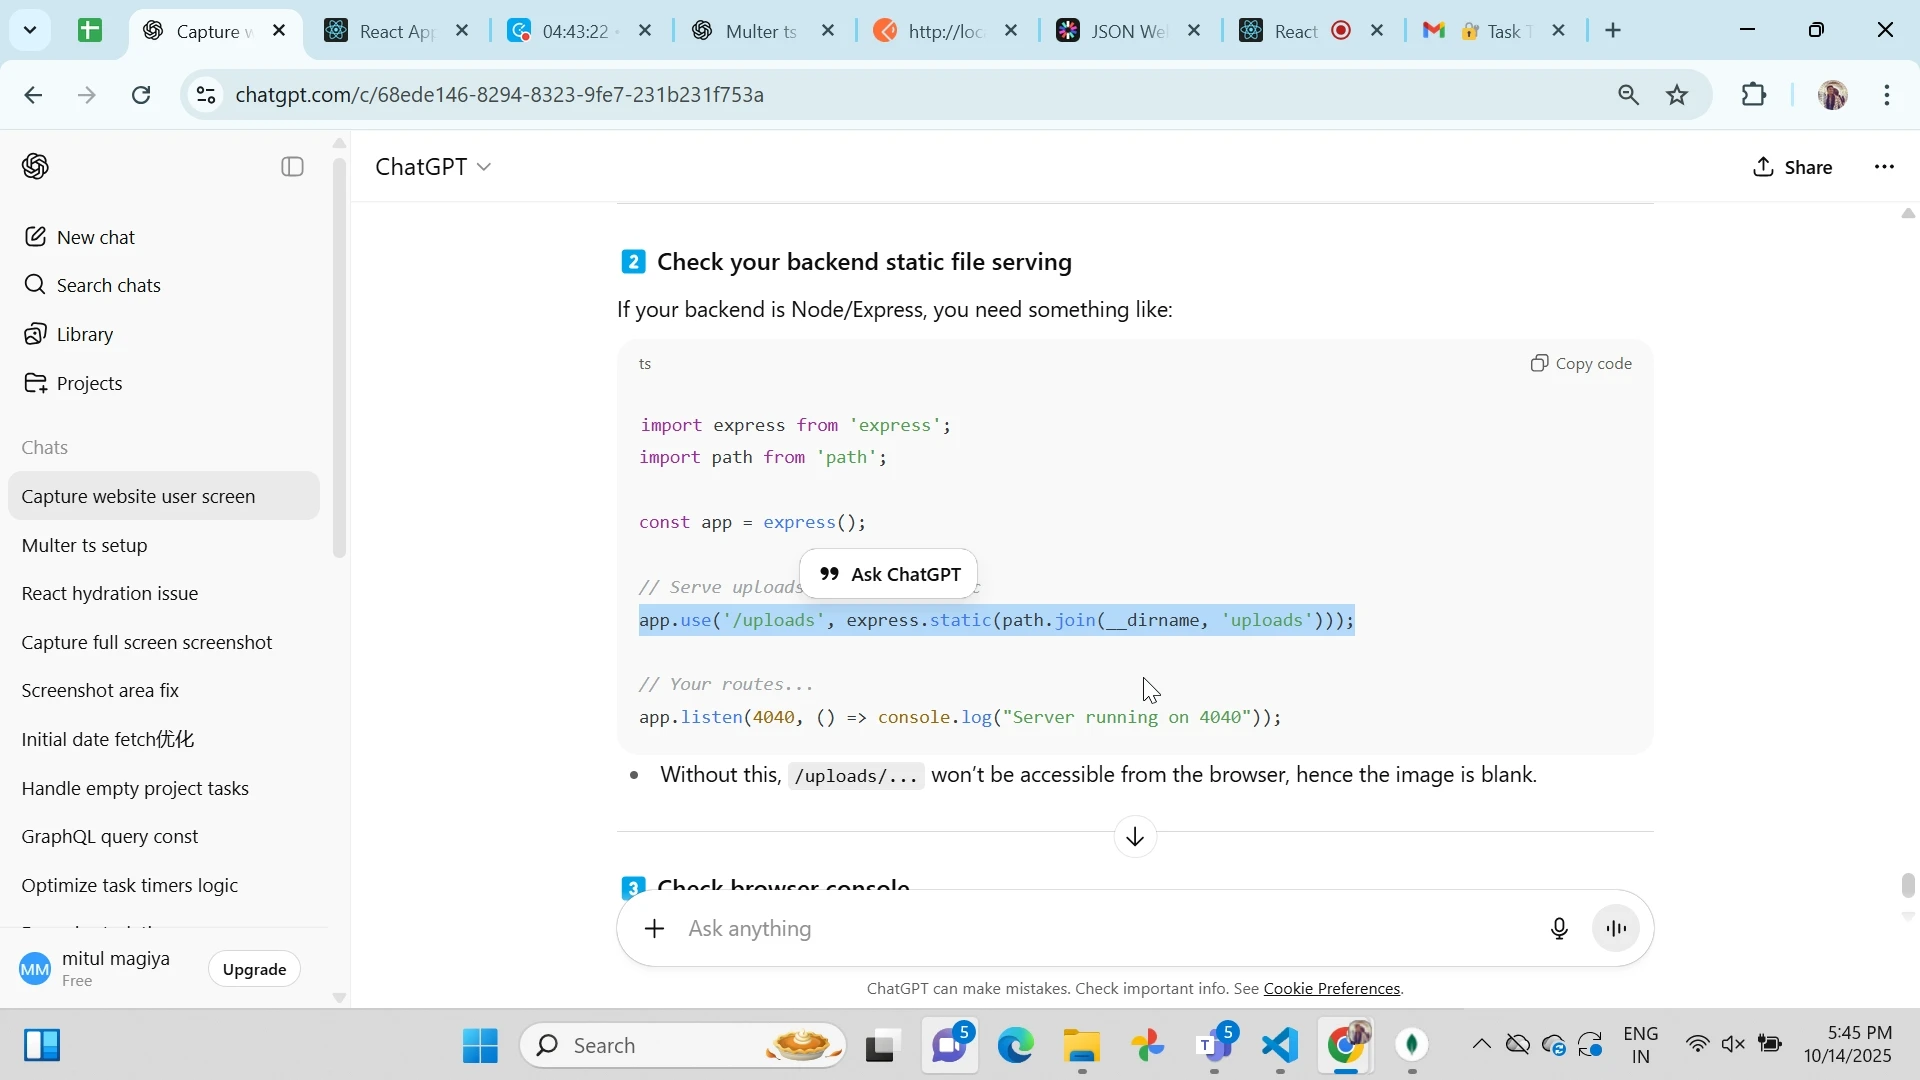 Capture w
React App
04:43:22
Multer ts
http://loc
JSON Wel
React
Task T
chatgpt.com/c/68ede146-8294-8323-9fe7-231b231f753a
ChatGPT
Share
New chat
Search chats
Library
Projects
Chats
Capture website user screen
Multer ts setup
React hydration issue
Capture full screen screenshot
Screenshot area fix
Initial date fetch优化
Handle empty project tasks
GraphQL query const
Optimize task timers logic
MM
mitul magiya
Free
Upgrade
2 Check your backend static file serving
If your backend is Node/Express, you need something like:
ts
Copy code
import express from 'express';
import path from 'path';
const app = express();
// Serve uploads
Ask ChatGPT
app.use('/uploads', express.static(path.join(__dirname, 'uploads')));
// Your routes...
app.listen(4040, () => console.log("Server running on 4040"));
• Without this, /uploads/... won’t be accessible from the browser, hence the image is blank.
3 Check browser console
Ask anything
ChatGPT can make mistakes. Check important info. See Cookie Preferences.
Search
5
5
T
ENG
IN
5:45 PM
10/14/2025